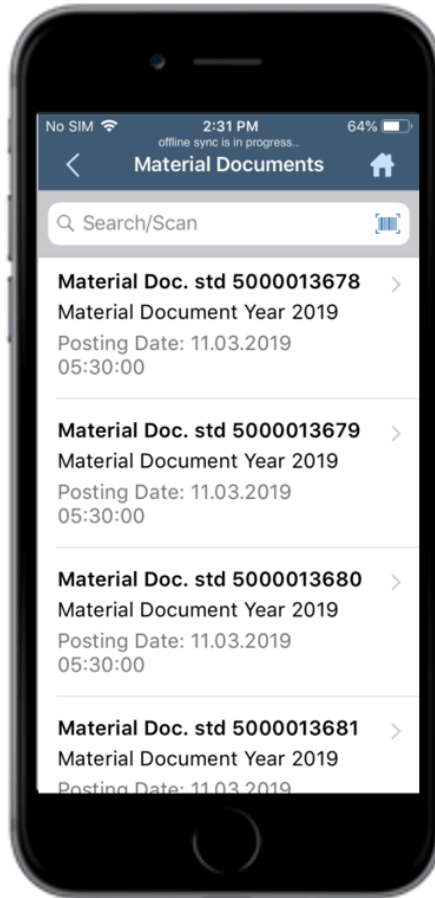 No SIM 2:31 PM 64%
offline sync is in progress..
Material Documents
Search/Scan
Material Doc. std 5000013678
Material Document Year 2019
Posting Date: 11.03.2019
05:30:00
Material Doc. std 5000013679
Material Document Year 2019
Posting Date: 11.03.2019
05:30:00
Material Doc. std 5000013680
Material Document Year 2019
Posting Date: 11.03.2019
05:30:00
Material Doc. std 5000013681
Material Document Year 2019
Posting Date: 11.03.2019